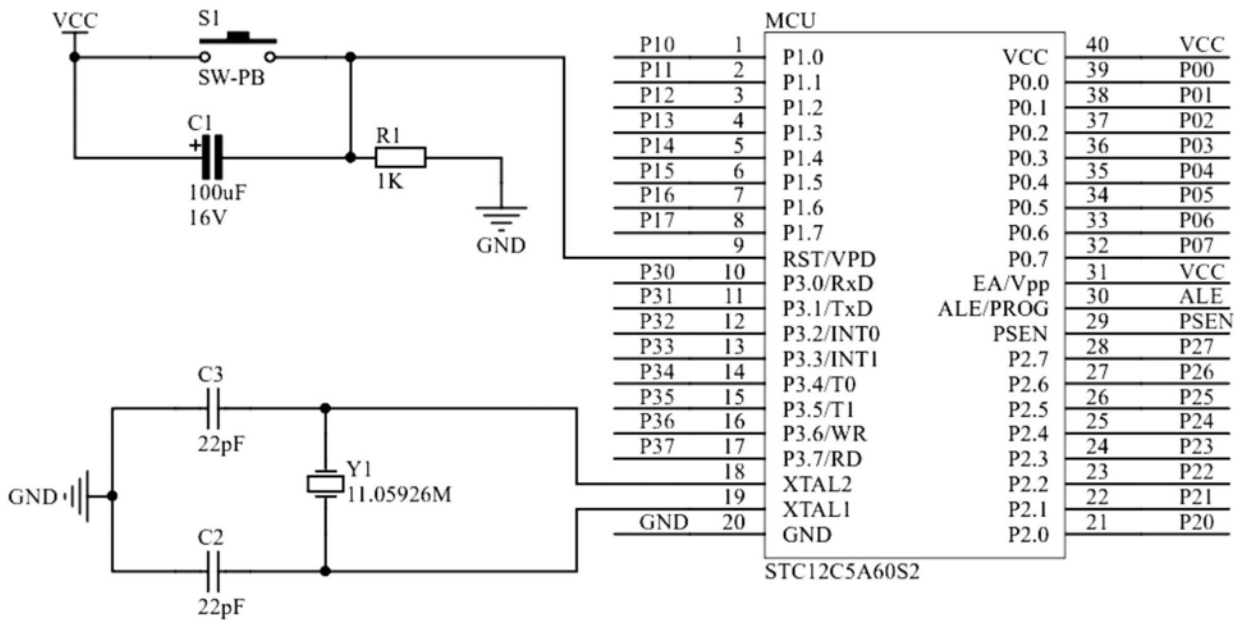 VCC
S1
SW-PB
C1
+
100uF
16V
R1
1K
GND
C3
22pF
Y1
11.05926M
GND
C2
22pF
MCU
P10 1 P1.0 VCC 40 VCC
P11 2 P1.1 P0.0 39 P00
P12 3 P1.2 P0.1 38 P01
P13 4 P1.3 P0.2 37 P02
P14 5 P1.4 P0.3 36 P03
P15 6 P1.5 P0.4 35 P04
P16 7 P1.6 P0.5 34 P05
P17 8 P1.7 P0.6 33 P06
9 RST/VPD P0.7 32 P07
P30 10 P3.0/RxD EA/Vpp 31 VCC
P31 11 P3.1/TxD ALE/PROG 30 ALE
P32 12 P3.2/INT0 PSEN 29 PSEN
P33 13 P3.3/INT1 P2.7 28 P27
P34 14 P3.4/T0 P2.6 27 P26
P35 15 P3.5/T1 P2.5 26 P25
P36 16 P3.6/WR P2.4 25 P24
P37 17 P3.7/RD P2.3 24 P23
18 XTAL2 P2.2 23 P22
19 XTAL1 P2.1 22 P21
GND 20 GND P2.0 21 P20
STC12C5A60S2